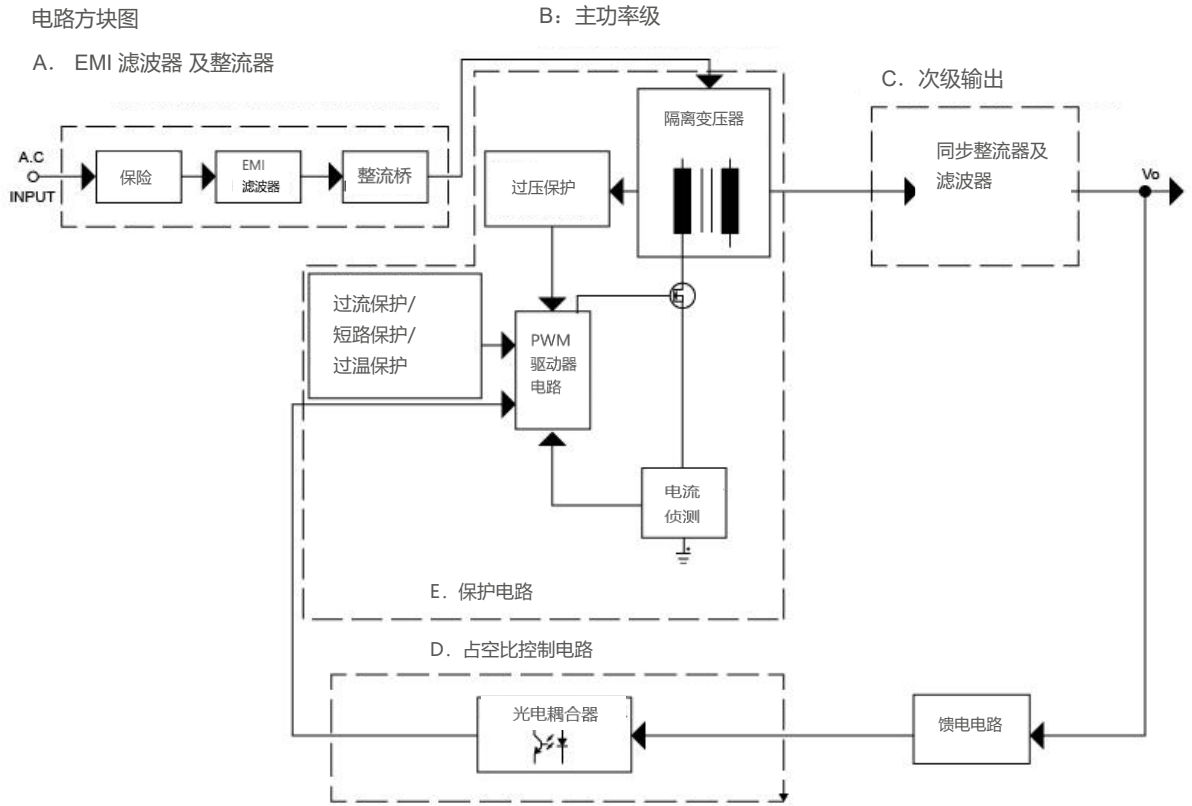 电路方块图
B：主功率级
A. EMI 滤波器 及整流器
C．次级输出
隔离变压器
同步整流器及
滤波器
A.C
INPUT
保险
EMI
滤波器
整流桥
过压保护
Vo
过流保护/
短路保护/
过温保护
PWM
驱动器
电路
电流
侦测
E．保护电路
D．占空比控制电路
光电耦合器
馈电电路